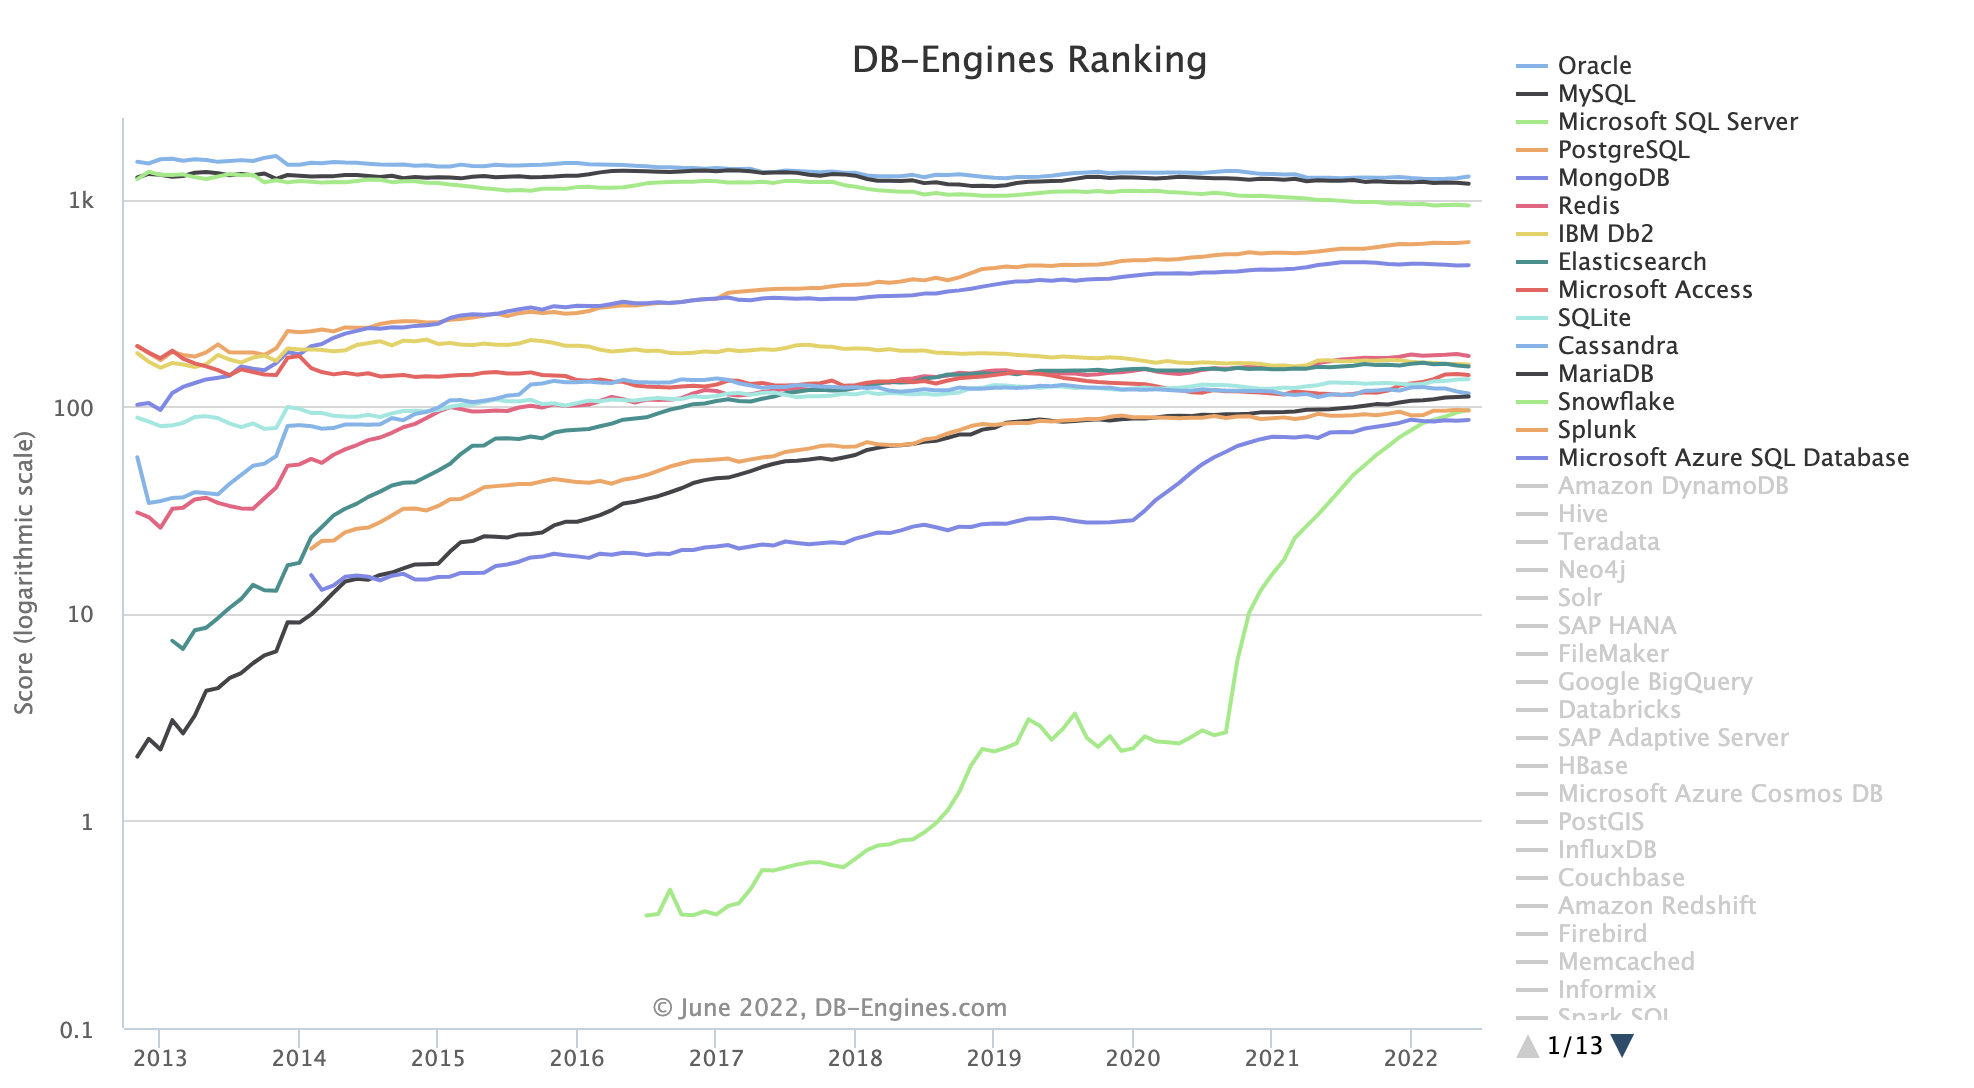 DB-Engines Ranking
Score (logarithmic scale)
1k
100
10
1
0.1
2013
2014
2015
2016
2017
2018
2019
2020
2021
2022
© June 2022, DB-Engines.com
Oracle
MySQL
Microsoft SQL Server
PostgreSQL
MongoDB
Redis
IBM Db2
Elasticsearch
Microsoft Access
SQLite
Cassandra
MariaDB
Snowflake
Splunk
Microsoft Azure SQL Database
Amazon DynamoDB
Hive
Teradata
Neo4j
Solr
SAP HANA
FileMaker
Google BigQuery
Databricks
SAP Adaptive Server
HBase
Microsoft Azure Cosmos DB
PostGIS
InfluxDB
Couchbase
Amazon Redshift
Firebird
Memcached
Informix
Spark SQL
1/13